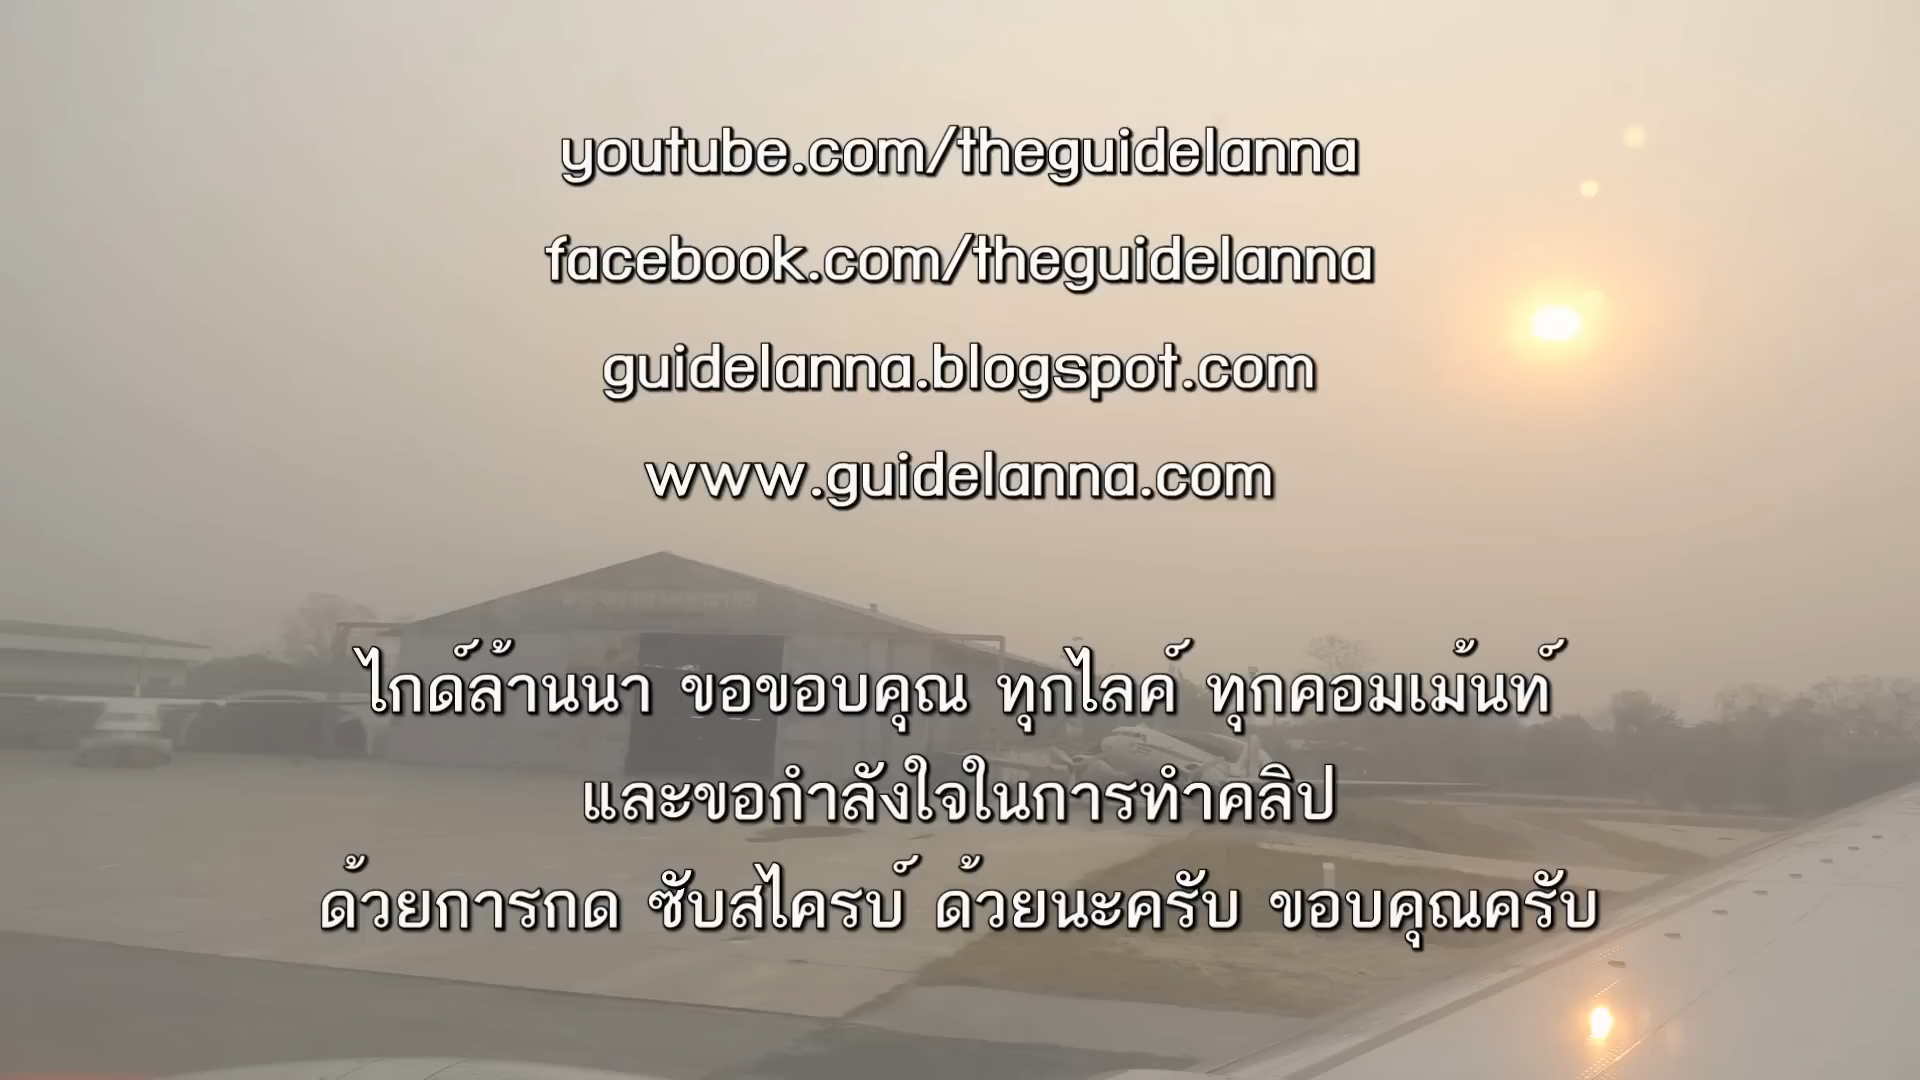 youtube.com/theguidelanna
facebook.com/theguidelanna
guidelanna.blogspot.com
www.guidelanna.com
ไกด์ล้านนา ขอขอบคุณ ทุกไลค์ ทุกคอมเม้นท์
และขอกำลังใจในการทำคลิป
ด้วยการกด ซับสไครบ์ ด้วยนะครับ ขอบคุณครับ